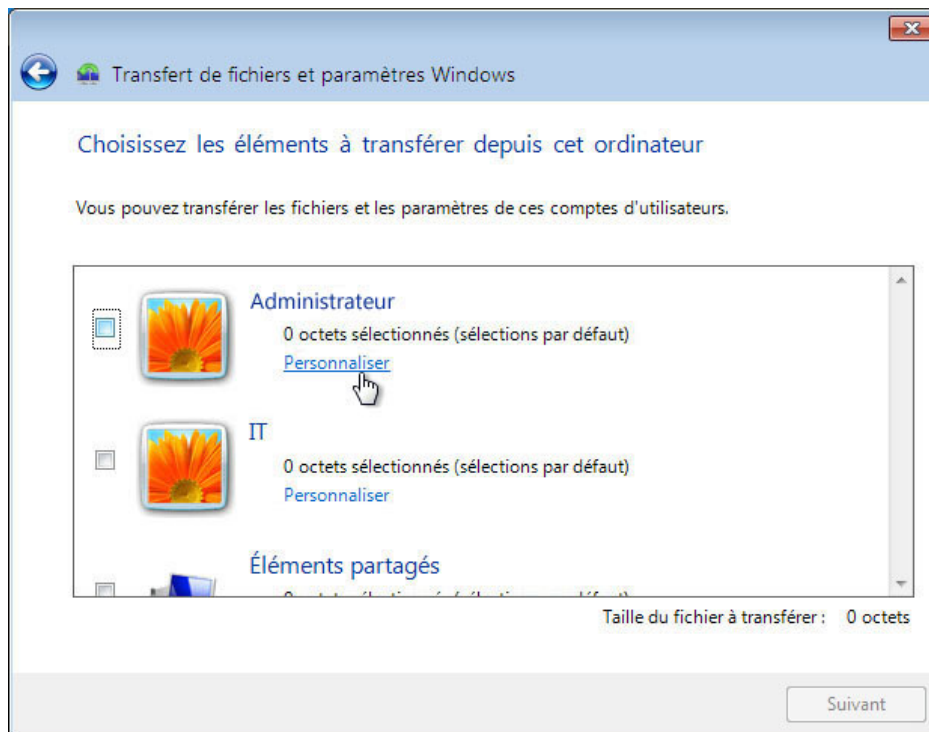 Transfert de fichiers et paramètres Windows
Choisissez les éléments à transférer depuis cet ordinateur
Vous pouvez transférer les fichiers et les paramètres de ces comptes d'utilisateurs.
Administrateur
0 octets sélectionnés (sélections par défaut)
Personnaliser
IT
0 octets sélectionnés (sélections par défaut)
Personnaliser
Éléments partagés
Taille du fichier à transférer : 0 octets
Suivant